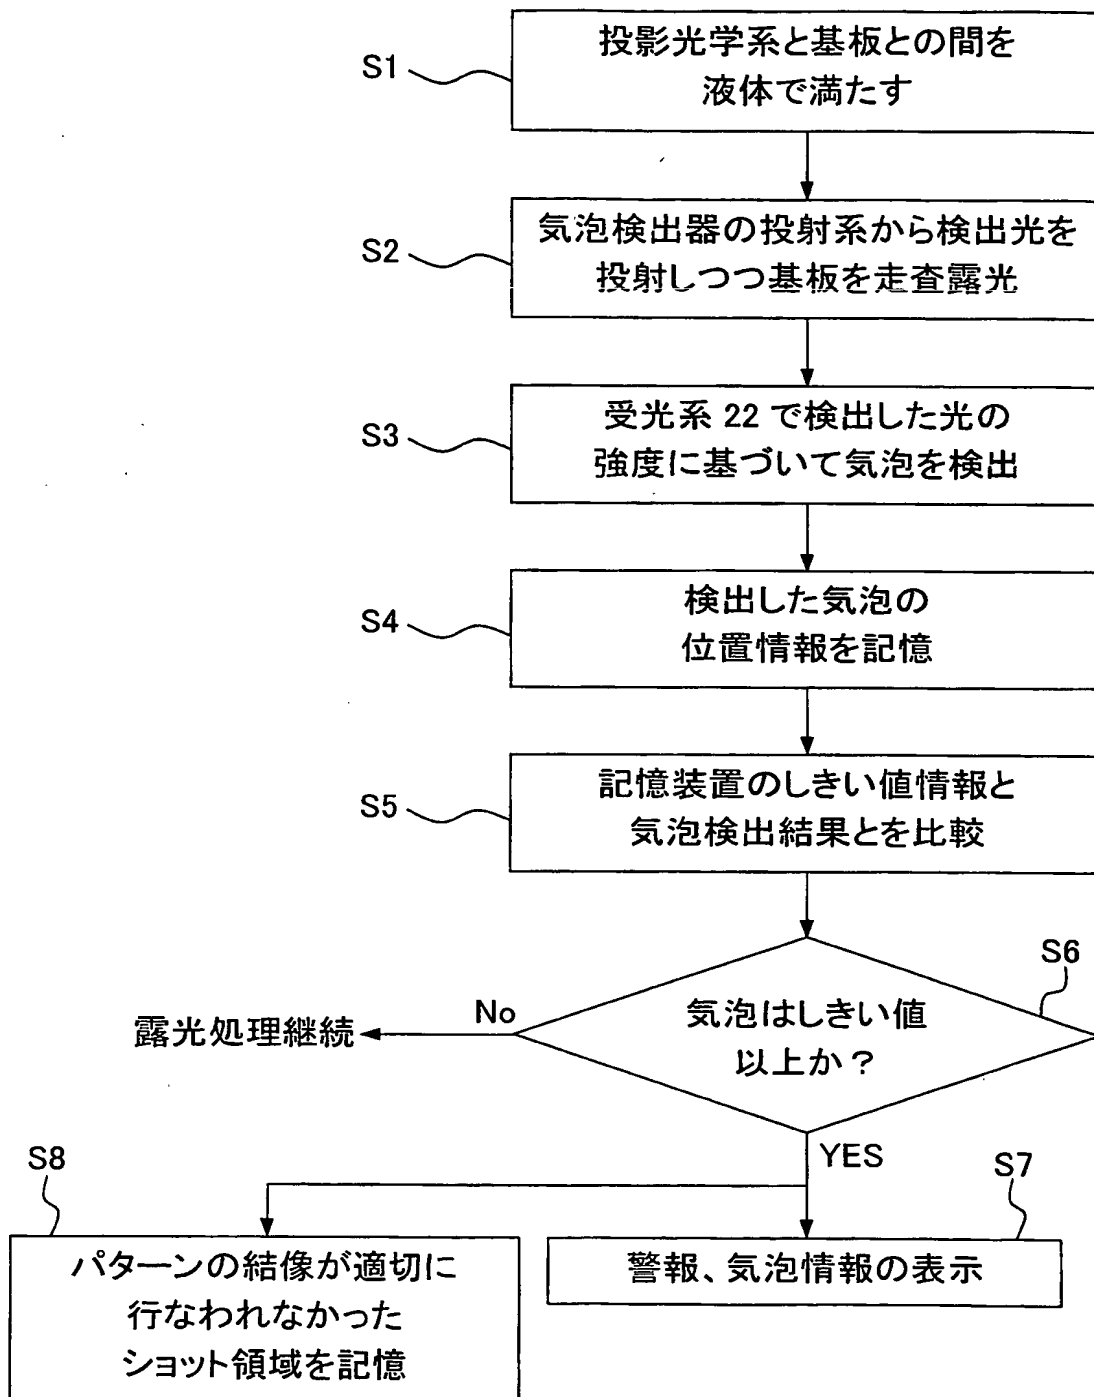 S1
投影光学系と基板との間を
液体で満たす
S2
気泡検出器の投射系から検出光を
投射しつつ基板を走査露光
S3
受光系 22 で検出した光の
強度に基づいて気泡を検出
S4
検出した気泡の
位置情報を記憶
S5
記憶装置のしきい値情報と
気泡検出結果とを比較
S6
気泡はしきい値
以上か？
No
露光処理継続
YES
S8
パターンの結像が適切に
行なわれなかった
ショット領域を記憶
S7
警報、気泡情報の表示